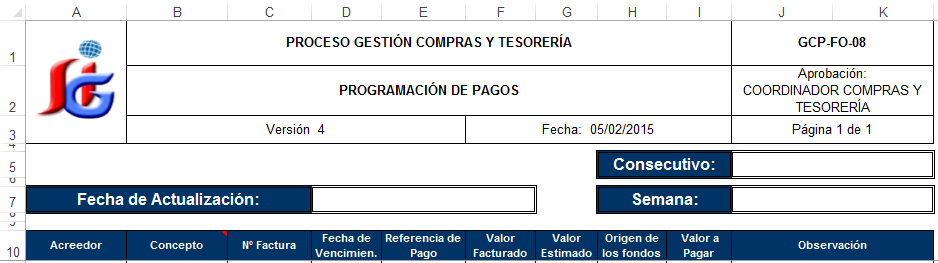 A B C D E F G H I J K
1 PROCESO GESTIÓN COMPRAS Y TESORERÍA GCP-FO-08
2 PROGRAMACIÓN DE PAGOS Aprobación:
COORDINADOR COMPRAS Y
TESORERÍA
3 Versión 4 Fecha: 05/02/2015 Página 1 de 1
4
5 Consecutivo:
6
7 Fecha de Actualización: Semana:
8
9
10 Acreedor Concepto Nº Factura Fecha de Vencimien. Referencia de Pago Valor Facturado Valor Estimado Origen de los fondos Valor a Pagar Observación